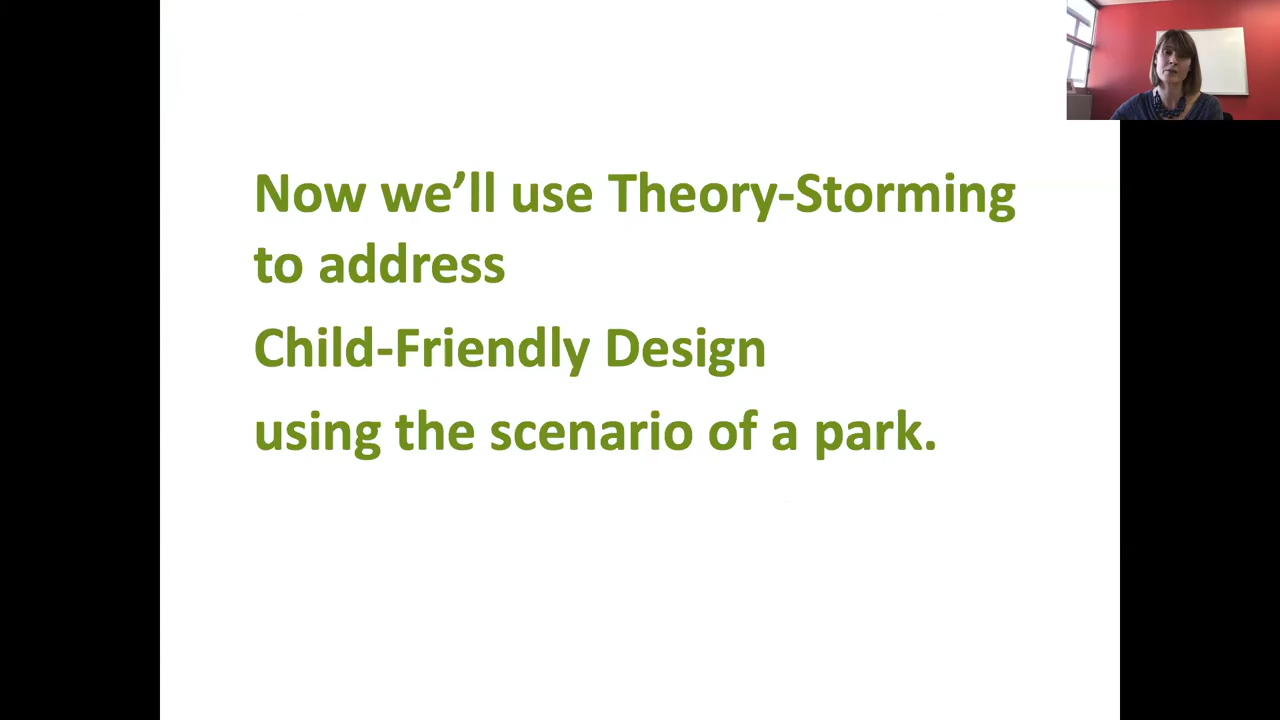 Now we’ll use Theory-Storming
to address
Child-Friendly Design
using the scenario of a park.